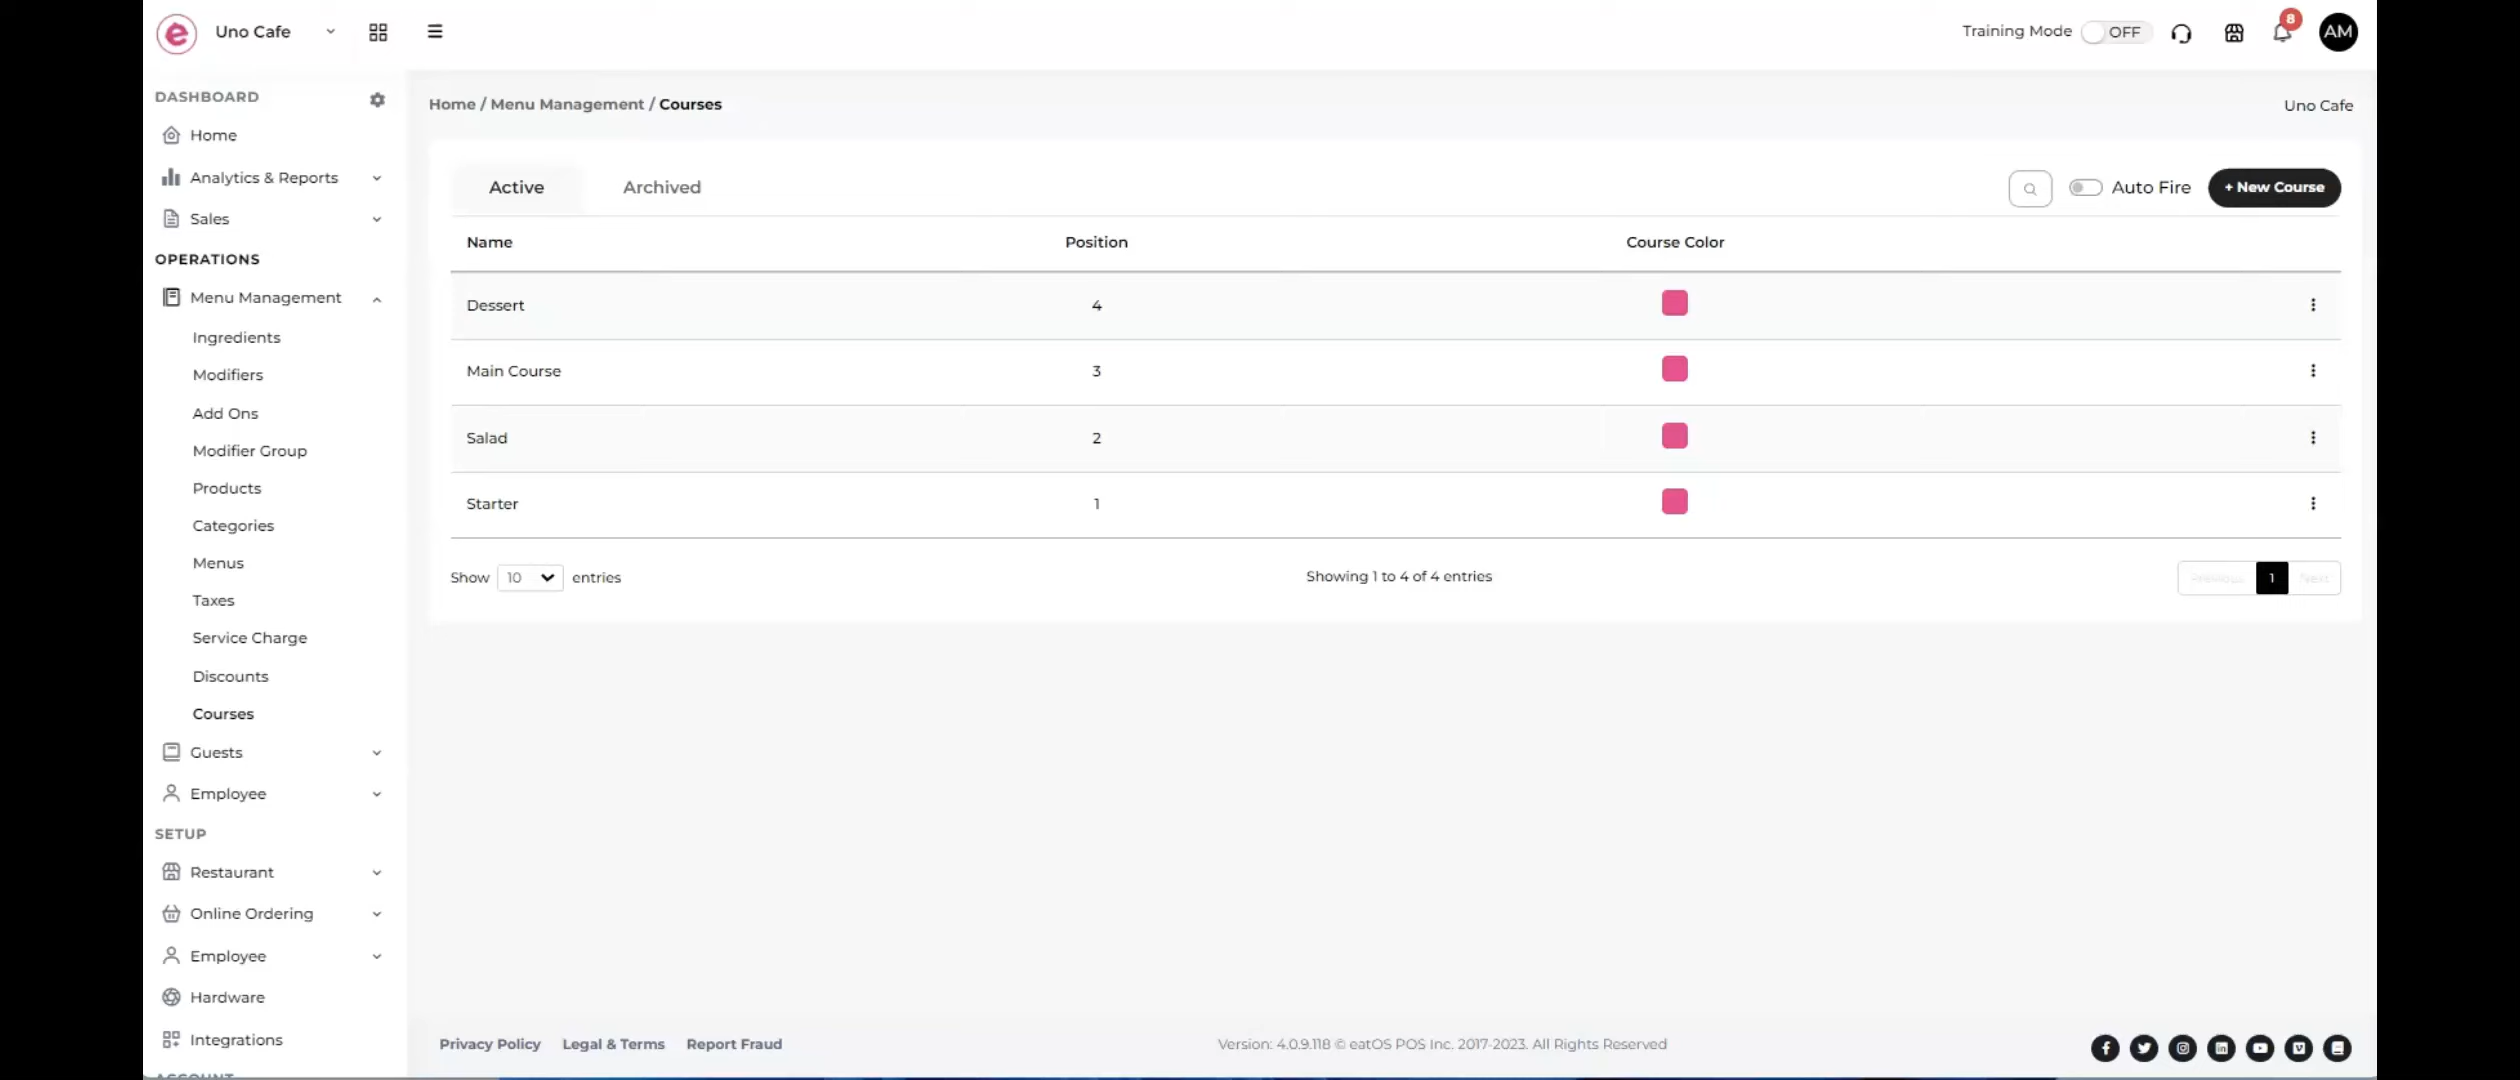 Uno Cafe
Training Mode OFF
8
AM
DASHBOARD
Home
Analytics & Reports
Sales
OPERATIONS
Menu Management
Ingredients
Modifiers
Add Ons
Modifier Group
Products
Categories
Menus
Taxes
Service Charge
Discounts
Courses
Guests
Employee
SETUP
Restaurant
Online Ordering
Employee
Hardware
Integrations
ACCOUNT
Home / Menu Management / Courses
Uno Cafe
Active Archived
Auto Fire + New Course
Name Position Course Color
Dessert 4
Main Course 3
Salad 2
Starter 1
Show 10 entries Showing 1 to 4 of 4 entries Previous 1 Next
Privacy Policy Legal & Terms Report Fraud Version: 4.0.9.118 © eatOS POS Inc. 2017-2023. All Rights Reserved